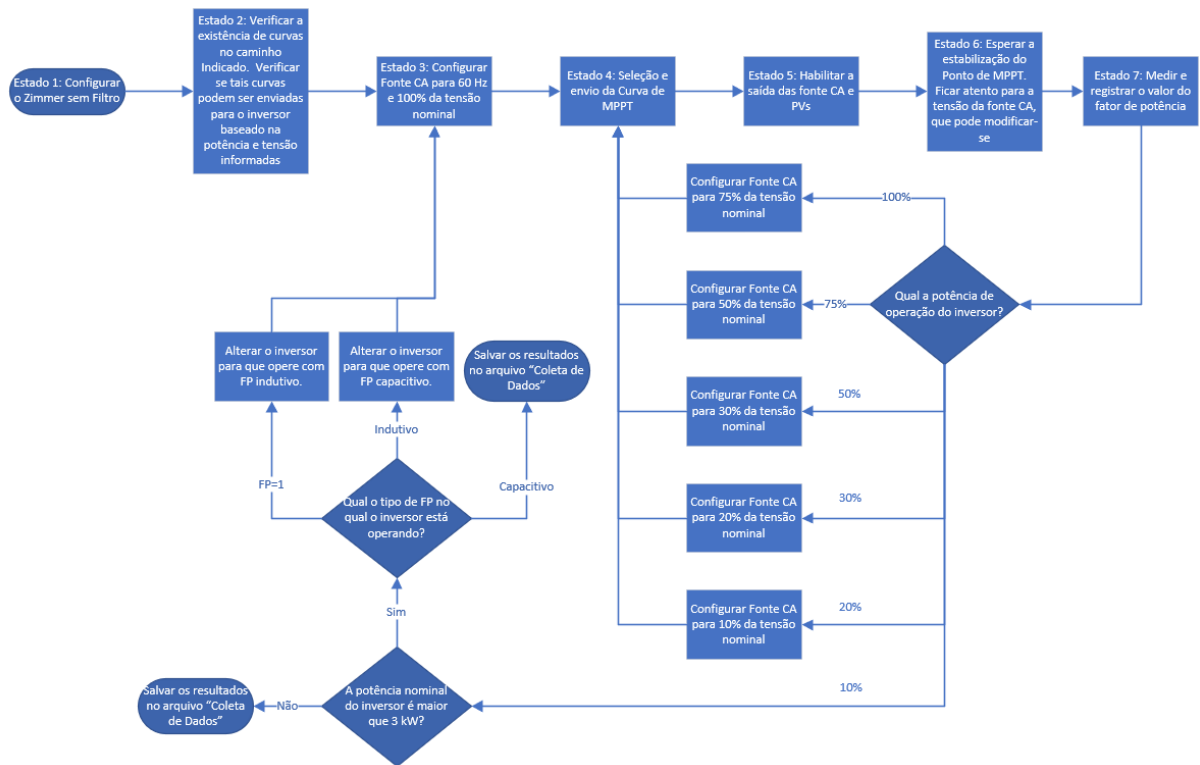 Estado 1: Configurar
o Zimmer sem Filtro
Estado 2: Verificar a
existência de curvas
no caminho
Indicado.  Verificar
se tais curvas
podem ser enviadas
para o inversor
baseado na
potência e tensão
informadas
Estado 3: Configurar
Fonte CA para 60 Hz
e 100% da tensão
nominal
Estado 4: Seleção e
envio da Curva de
MPPT
Estado 5: Habilitar a
saída das fonte CA e
PVs
Estado 6: Esperar a
estabilização do
Ponto de MPPT.
Ficar atento para a
tensão da fonte CA,
que pode modificar-
se
Estado 7: Medir e
registrar o valor do
fator de potência
Configurar Fonte CA
para 75% da tensão
nominal
100%
Configurar Fonte CA
para 50% da tensão
nominal
75%
Qual a potência de
operação do inversor?
Alterar o inversor
para que opere com
FP indutivo.
Alterar o inversor
para que opere com
FP capacitivo.
Salvar os resultados
no arquivo “Coleta de
Dados”
Configurar Fonte CA
para 30% da tensão
nominal
50%
Indutivo
FP=1
Capacitivo
Qual o tipo de FP no
qual o inversor está
operando?
Configurar Fonte CA
para 20% da tensão
nominal
30%
Sim
Configurar Fonte CA
para 10% da tensão
nominal
20%
Salvar os resultados
no arquivo “Coleta
de Dados”
Não
A potência nominal
do inversor é maior
que 3 kW?
10%